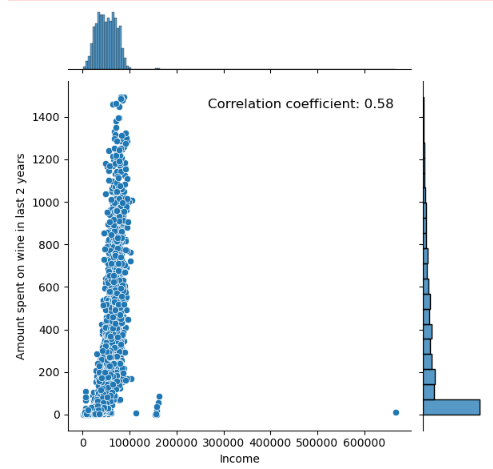 Correlation coefficient: 0.58
Amount spent on wine in last 2 years
1400
1200
1000
800
600
400
200
0
0 100000 200000 300000 400000 500000 600000
Income